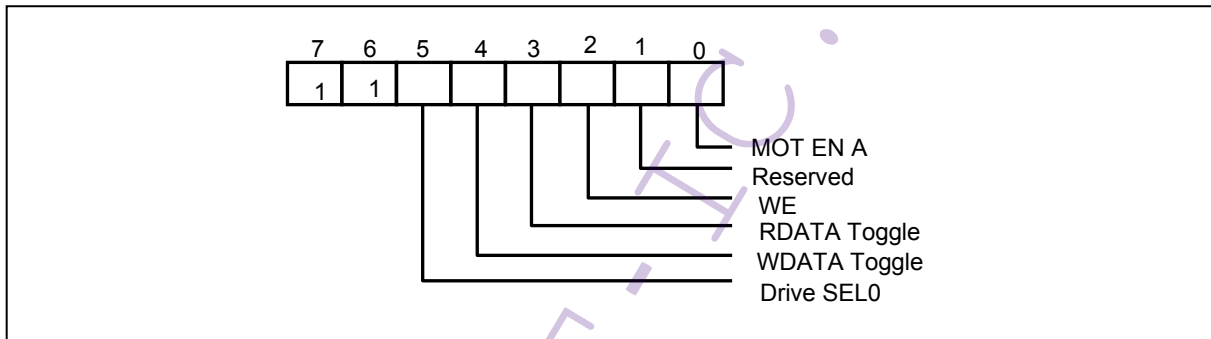 7 6 5 4 3 2 1 0
1 1
MOT EN A
Reserved
WE
RDATA Toggle
WDATA Toggle
Drive SEL0